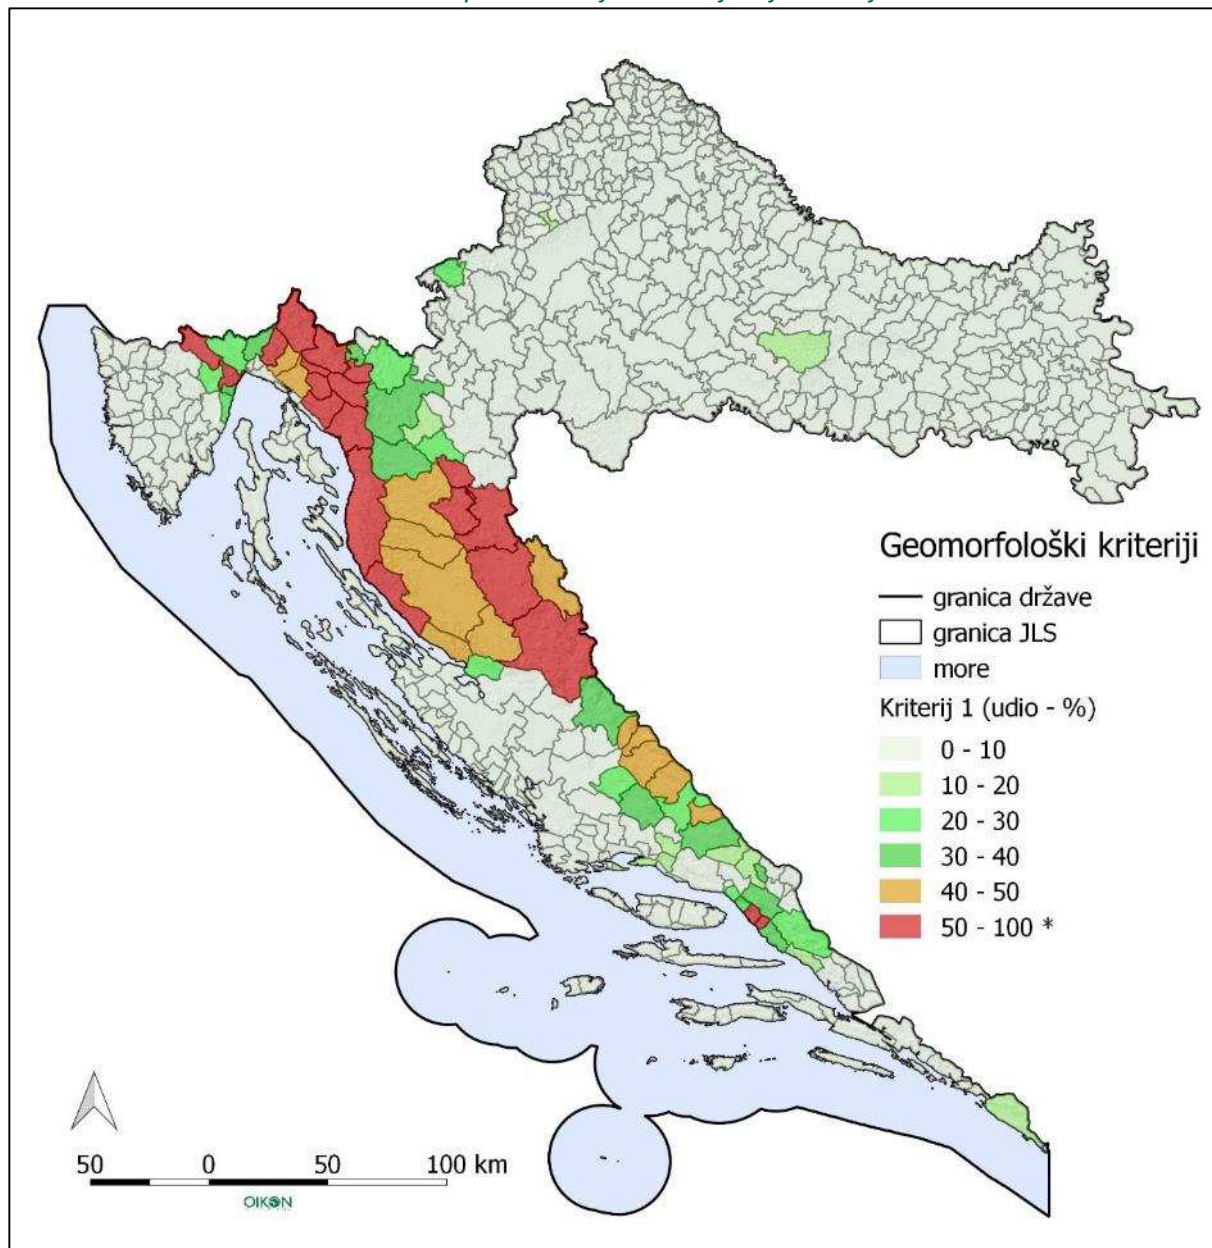 Geomorfološki kriteriji
granica države
granica JLS
more
Kriterij 1 (udio - %)
0 - 10
10 - 20
20 - 30
30 - 40
40 - 50
50 - 100 *
50 0 50 100 km
OIKON